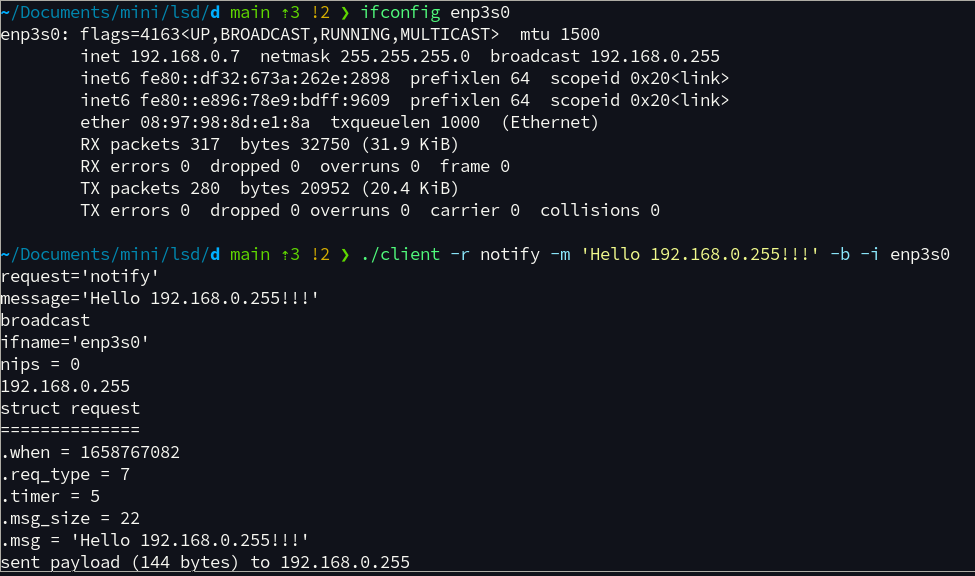 ~/Documents/mini/lsd/d main ⇡3 !2 ❯ ifconfig enp3s0
enp3s0: flags=4163<UP,BROADCAST,RUNNING,MULTICAST>  mtu 1500
        inet 192.168.0.7  netmask 255.255.255.0  broadcast 192.168.0.255
        inet6 fe80::df32:673a:262e:2898  prefixlen 64  scopeid 0x20<link>
        inet6 fe80::e896:78e9:bdff:9609  prefixlen 64  scopeid 0x20<link>
        ether 08:97:98:8d:e1:8a  txqueuelen 1000  (Ethernet)
        RX packets 317  bytes 32750 (31.9 KiB)
        RX errors 0  dropped 0  overruns 0  frame 0
        TX packets 280  bytes 20952 (20.4 KiB)
        TX errors 0  dropped 0 overruns 0  carrier 0  collisions 0
~/Documents/mini/lsd/d main ⇡3 !2 ❯ ./client -r notify -m 'Hello 192.168.0.255!!!' -b -i enp3s0
request='notify'
message='Hello 192.168.0.255!!!'
broadcast
ifname='enp3s0'
nips = 0
192.168.0.255
struct request
==============
.when = 1658767082
.req_type = 7
.timer = 5
.msg_size = 22
.msg = 'Hello 192.168.0.255!!!'
sent payload (144 bytes) to 192.168.0.255